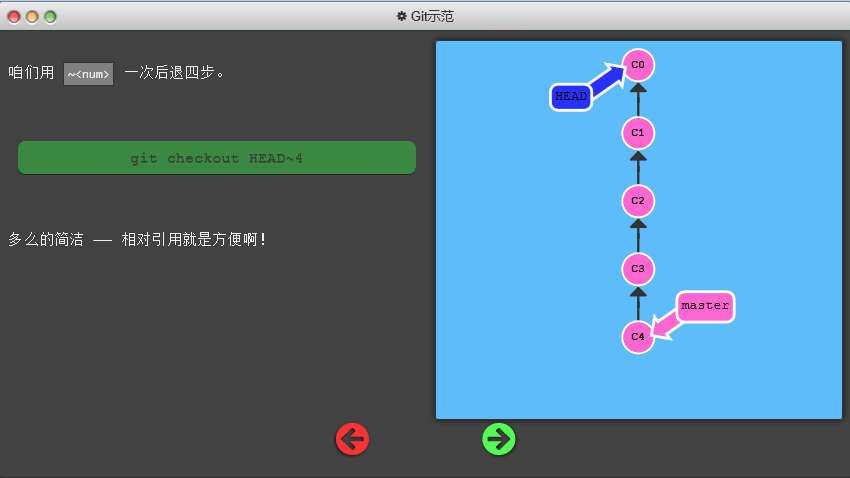 Git示范
咱们用 ~<num> 一次后退四步。
git checkout HEAD~4
多么的简洁 —— 相对引用就是方便啊！
C0
HEAD
C1
C2
C3
master
C4